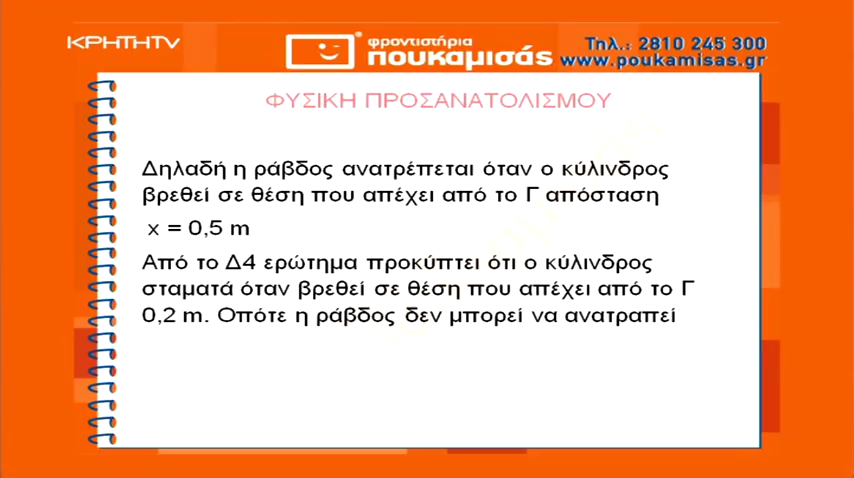 ΚΡΗΤΗTV
φροντιστήρια
πουκαμισάς
Τηλ.: 2810 245 300
www.poukamisas.gr
ΦΥΣΙΚΗ ΠΡΟΣΑΝΑΤΟΛΙΣΜΟΥ
Δηλαδή η ράβδος ανατρέπεται όταν ο κύλινδρος
βρεθεί σε θέση που απέχει από το Γ απόσταση
x = 0,5 m
Από το Δ4 ερώτημα προκύπτει ότι ο κύλινδρος
σταματά όταν βρεθεί σε θέση που απέχει από το Γ
0,2 m. Οπότε η ράβδος δεν μπορεί να ανατραπεί